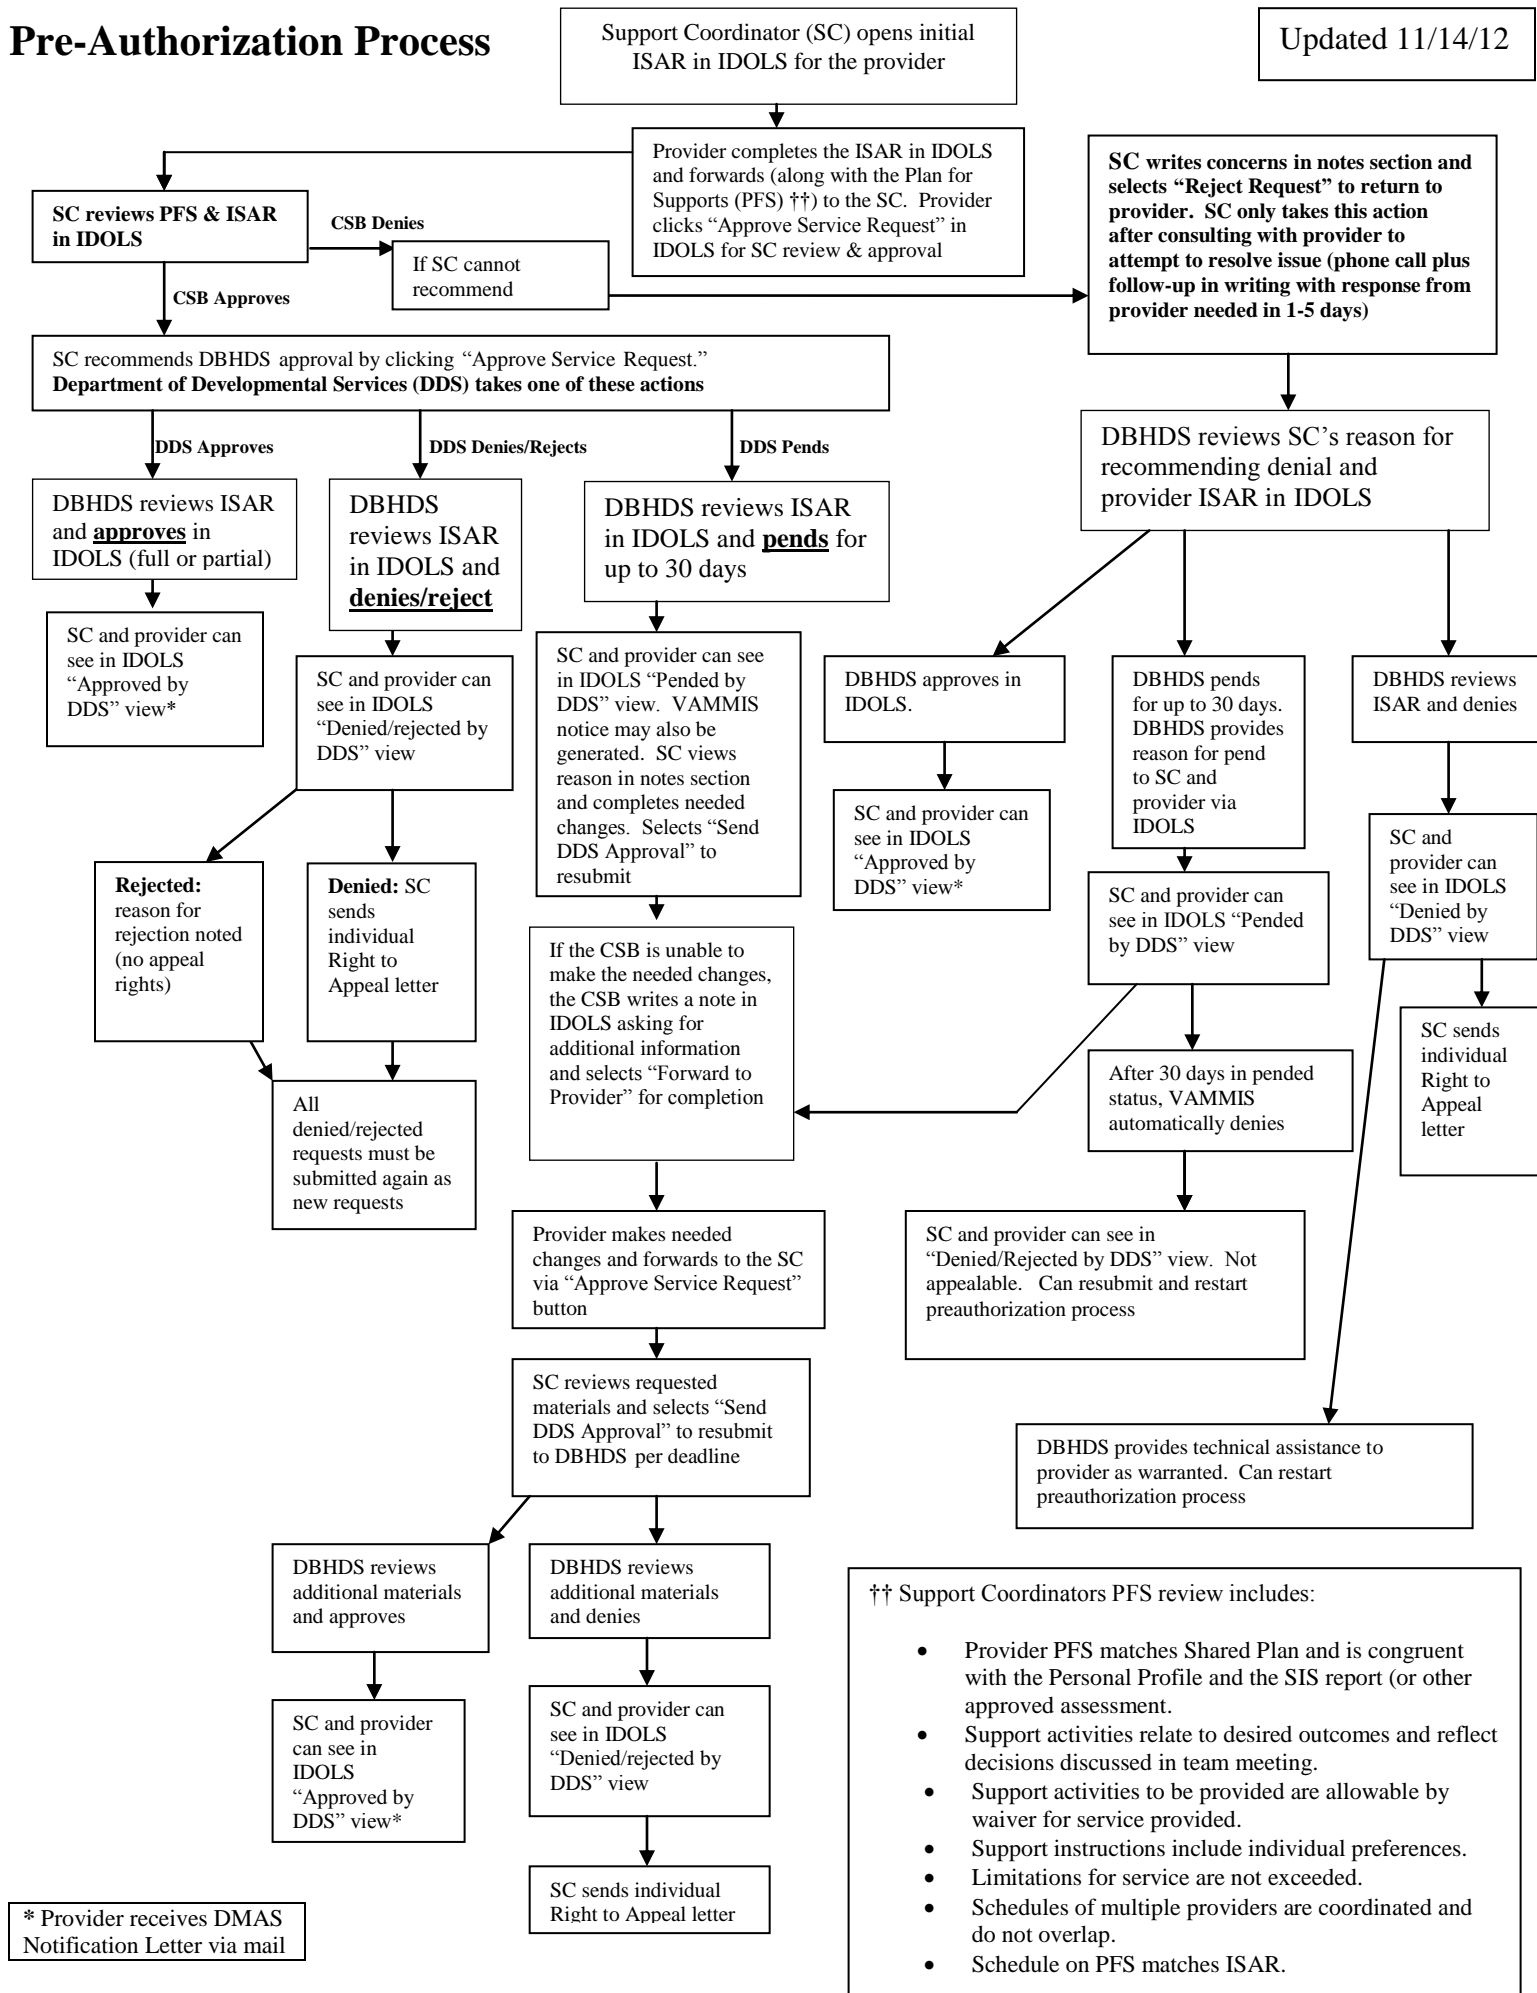 Pre-Authorization Process
Support Coordinator (SC) opens initial
ISAR in IDOLS for the provider
Updated 11/14/12
Provider completes the ISAR in IDOLS
and forwards (along with the Plan for
Supports (PFS) ††) to the SC.  Provider
clicks “Approve Service Request” in
IDOLS for SC review & approval
SC writes concerns in notes section and
selects “Reject Request” to return to
provider.  SC only takes this action
after consulting with provider to
attempt to resolve issue (phone call plus
follow-up in writing with response from
provider needed in 1-5 days)
SC reviews PFS & ISAR
in IDOLS
CSB Denies
If SC cannot
recommend
CSB Approves
SC recommends DBHDS approval by clicking “Approve Service Request.”
Department of Developmental Services (DDS) takes one of these actions
DDS Approves
DDS Denies/Rejects
DDS Pends
DBHDS reviews SC’s reason for
recommending denial and
provider ISAR in IDOLS
DBHDS reviews ISAR
and approves in
IDOLS (full or partial)
DBHDS
reviews ISAR
in IDOLS and
denies/reject
DBHDS reviews ISAR
in IDOLS and pends for
up to 30 days
SC and provider can
see in IDOLS
“Approved by
DDS” view*
SC and provider can
see in IDOLS
“Denied/rejected by
DDS” view
SC and provider can see
in IDOLS “Pended by
DDS” view.  VAMMIS
notice may also be
generated.  SC views
reason in notes section
and completes needed
changes.  Selects “Send
DDS Approval” to
resubmit
DBHDS approves in
IDOLS.
DBHDS pends
for up to 30 days.
DBHDS provides
reason for pend
to SC and
provider via
IDOLS
DBHDS reviews
ISAR and denies
SC and provider can
see in IDOLS
“Approved by
DDS” view*
SC and
provider can
see in IDOLS
“Denied by
DDS” view
Rejected:
reason for
rejection noted
(no appeal
rights)
Denied: SC
sends
individual
Right to
Appeal letter
SC and provider can
see in IDOLS “Pended
by DDS” view
If the CSB is unable to
make the needed changes,
the CSB writes a note in
IDOLS asking for
additional information
and selects “Forward to
Provider” for completion
SC sends
individual
Right to
Appeal
letter
After 30 days in pended
status, VAMMIS
automatically denies
All
denied/rejected
requests must be
submitted again as
new requests
Provider makes needed
changes and forwards to the SC
via “Approve Service Request”
button
SC and provider can see in
“Denied/Rejected by DDS” view.  Not
appealable.   Can resubmit and restart
preauthorization process
SC reviews requested
materials and selects “Send
DDS Approval” to resubmit
to DBHDS per deadline
DBHDS provides technical assistance to
provider as warranted.  Can restart
preauthorization process
DBHDS reviews
additional materials
and approves
DBHDS reviews
additional materials
and denies
SC and provider
can see in
IDOLS
“Approved by
DDS” view*
SC and provider can
see in IDOLS
“Denied/rejected by
DDS” view
SC sends individual
Right to Appeal letter
†† Support Coordinators PFS review includes:
• Provider PFS matches Shared Plan and is congruent
with the Personal Profile and the SIS report (or other
approved assessment.
• Support activities relate to desired outcomes and reflect
decisions discussed in team meeting.
• Support activities to be provided are allowable by
waiver for service provided.
• Support instructions include individual preferences.
• Limitations for service are not exceeded.
• Schedules of multiple providers are coordinated and
do not overlap.
• Schedule on PFS matches ISAR.
* Provider receives DMAS
Notification Letter via mail